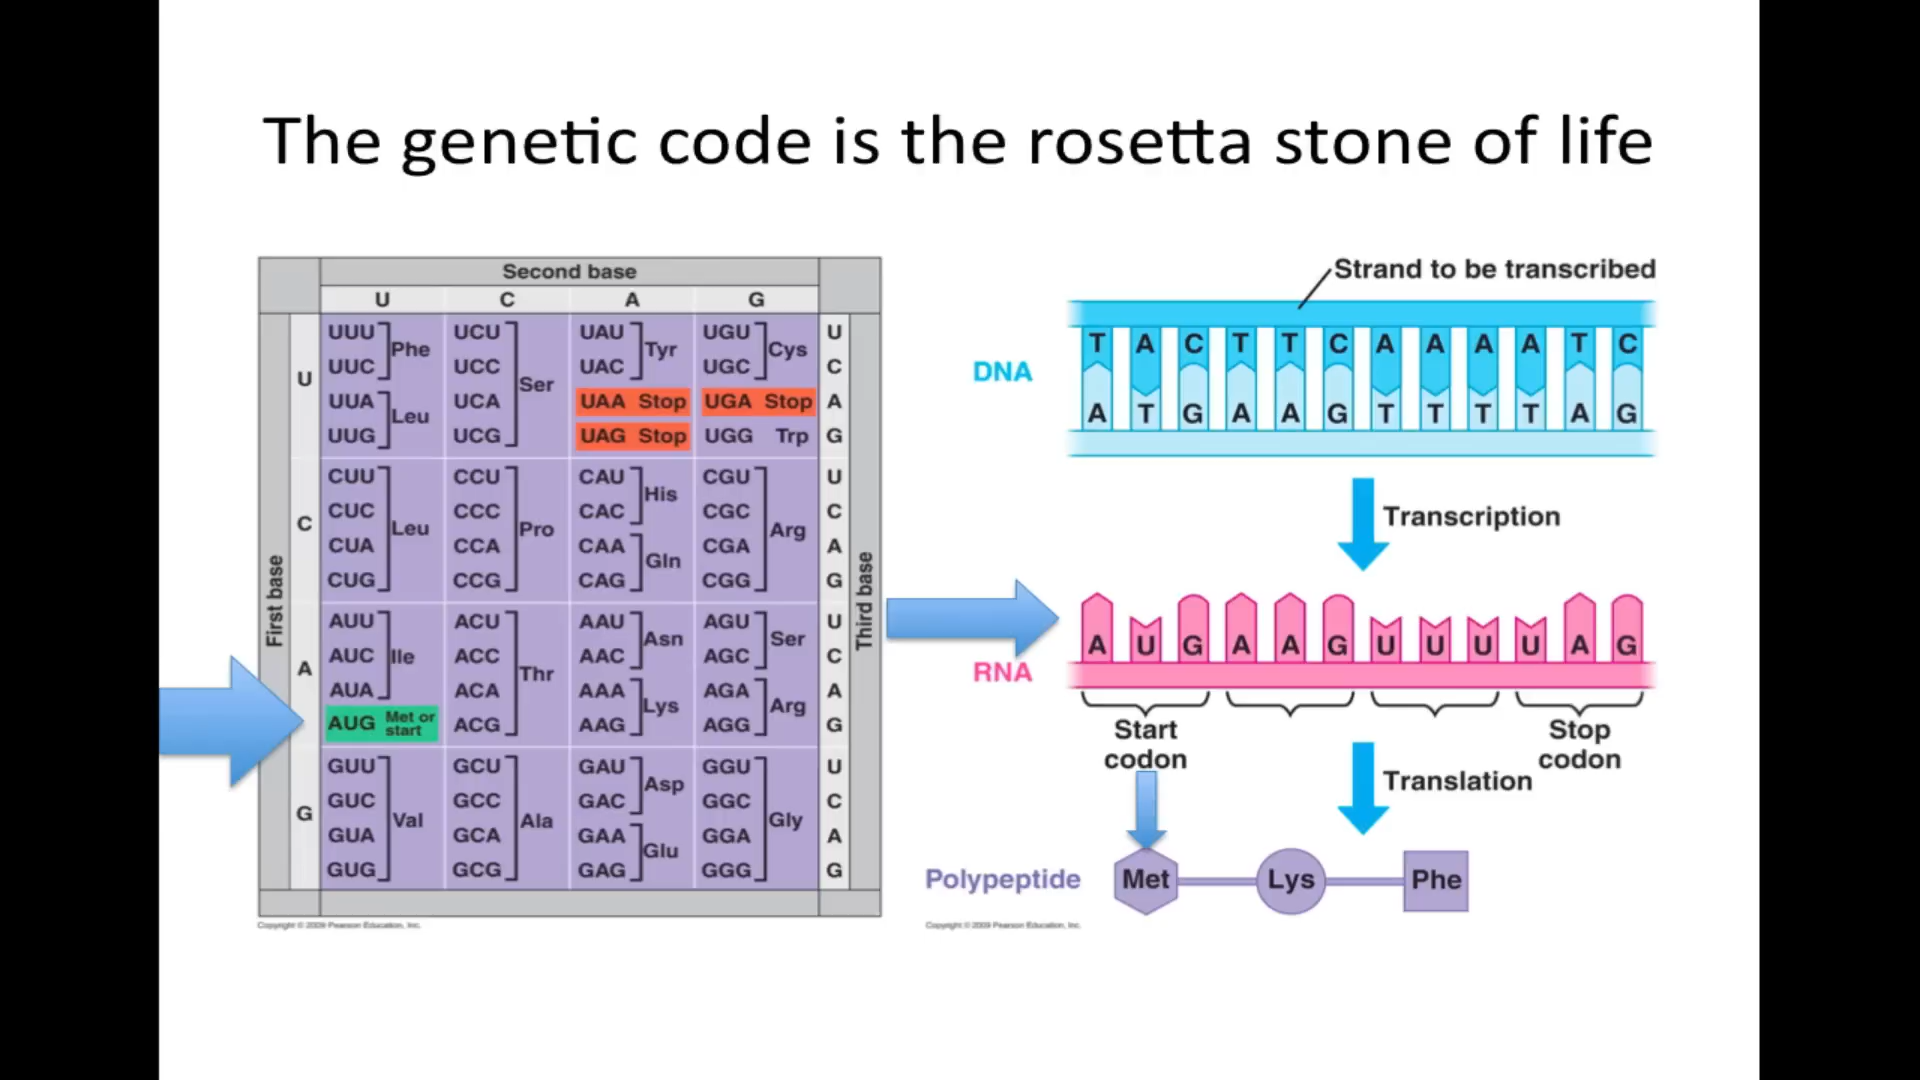 The genetic code is the rosetta stone of life
Second base
U C A G
First base
Third base
U
UUU Phe UCU Ser UAU Tyr UGU Cys U
UUC UCC UAC UGC C
UUA Leu UCA UAA Stop UGA Stop A
UUG UCG UAG Stop UGG Trp G
C
CUU Leu CCU Pro CAU His CGU Arg U
CUC CCC CAC CGC C
CUA CCA CAA Gln CGA A
CUG CCG CAG CGG G
A
AUU Ile ACU Thr AAU Asn AGU Ser U
AUC ACC AAC AGC C
AUA ACA AAA Lys AGA Arg A
AUG Met or start ACG AAG AGG G
G
GUU Val GCU Ala GAU Asp GGU Gly U
GUC GCC GAC GGC C
GUA GCA GAA Glu GGA A
GUG GCG GAG GGG G
Copyright © 2009 Pearson Education, Inc.
Strand to be transcribed
DNA
T A C T T C A A A A T C
A T G A A G T T T T A G
Transcription
RNA
A U G A A G U U U U A G
Start codon
Stop codon
Translation
Polypeptide
Met Lys Phe
Copyright © 2009 Pearson Education, Inc.